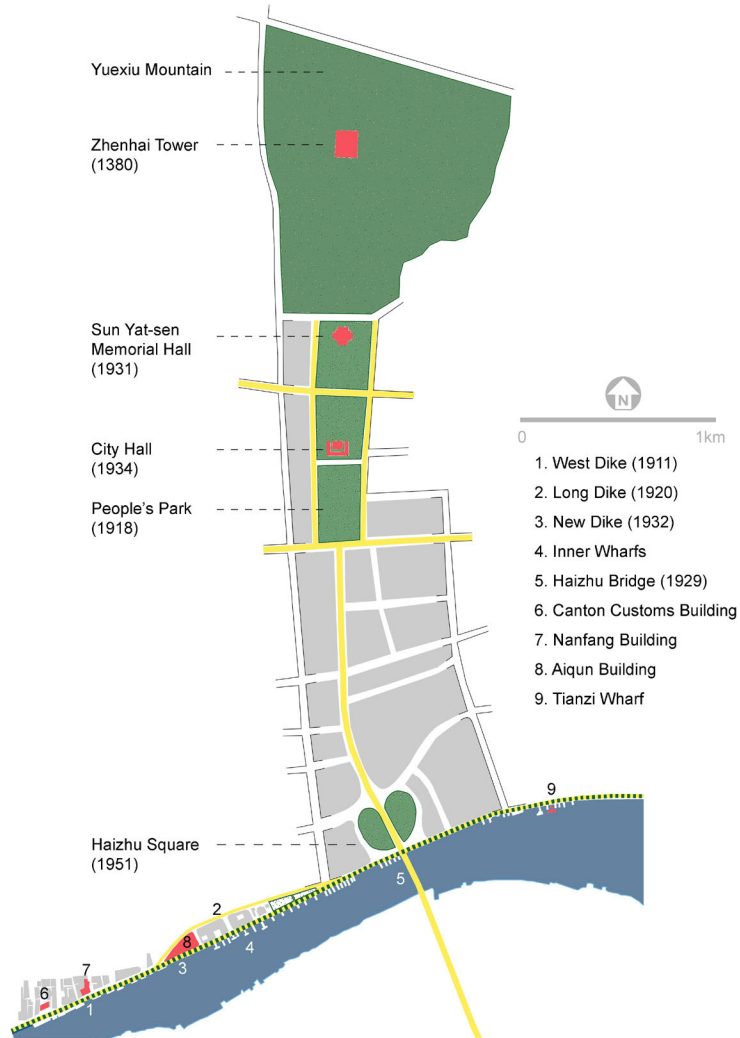 Yuexiu Mountain
Zhenhai Tower
(1380)
Sun Yat-sen
Memorial Hall
(1931)
N
0 1km
City Hall
(1934)
People's Park
(1918)
1. West Dike (1911)
2. Long Dike (1920)
3. New Dike (1932)
4. Inner Wharfs
5. Haizhu Bridge (1929)
6. Canton Customs Building
7. Nanfang Building
8. Aiqun Building
9. Tianzi Wharf
Haizhu Square
(1951)
9
5
2
8
4
3
7
6
1